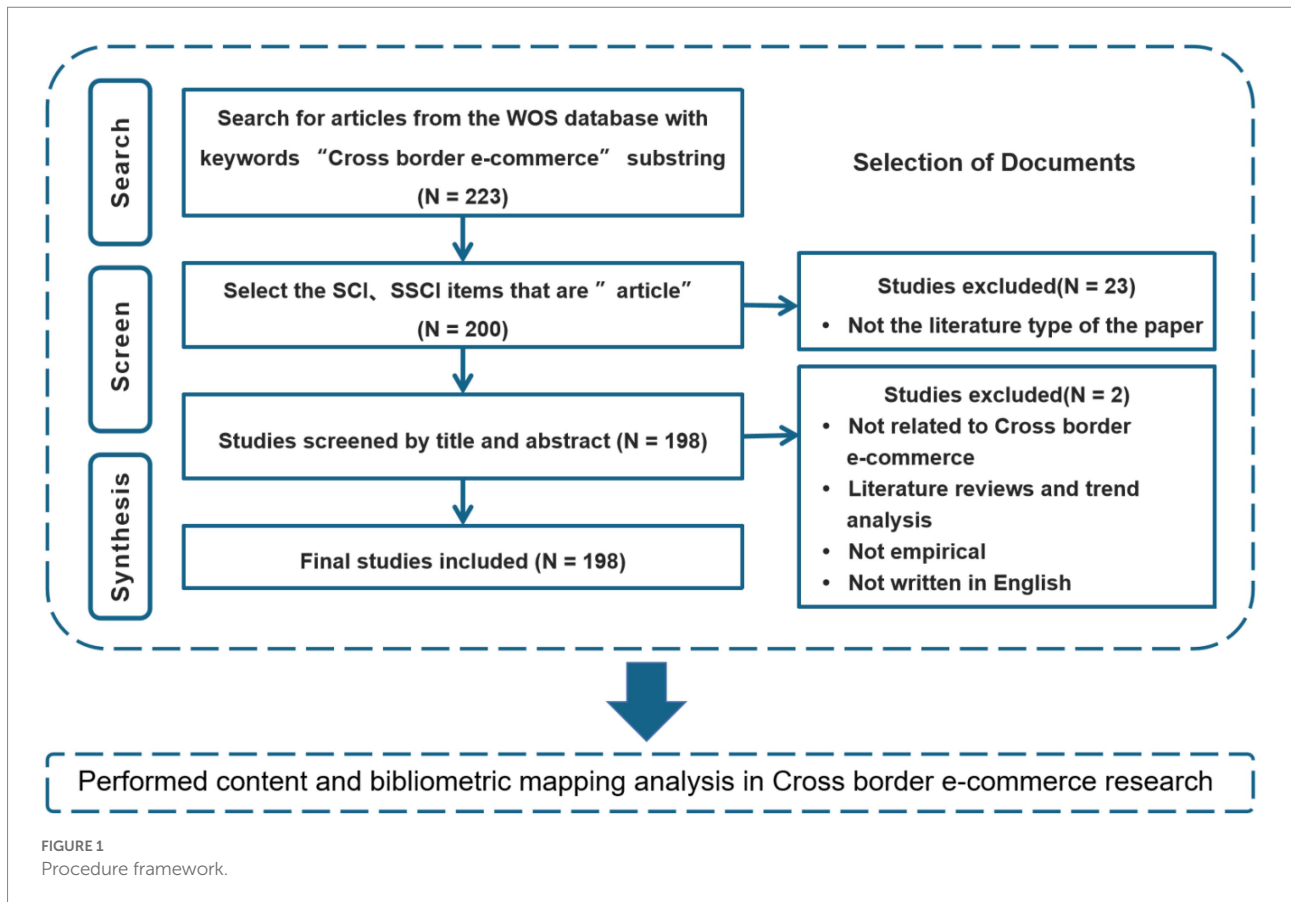 Search
Search for articles from the WOS database with
keywords “Cross border e-commerce” substring
(N = 223)
Selection of Documents
Screen
Select the SCI、SSCI items that are ” article”
(N = 200)
Studies excluded(N = 23)
• Not the literature type of the paper
Studies screened by title and abstract (N = 198)
Studies excluded(N = 2)
• Not related to Cross border
e-commerce
• Literature reviews and trend
analysis
• Not empirical
• Not written in English
Synthesis
Final studies included (N = 198)
Performed content and bibliometric mapping analysis in Cross border e-commerce research
FIGURE 1
Procedure framework.